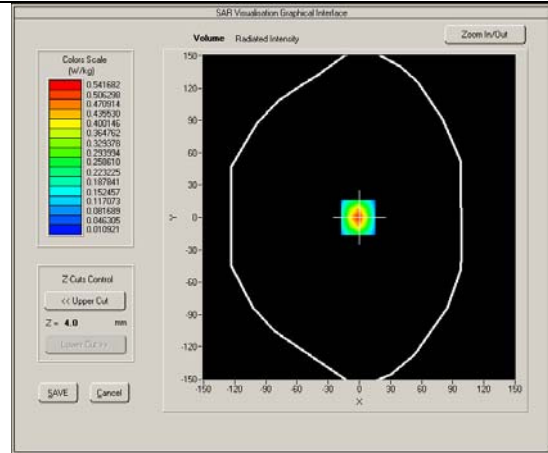 SAR Visualisation Graphical Interface
Volume Radiated Intensity
Zoom In/Out
Colors Scale
(W/kg)
0.541682
0.506298
0.470914
0.435530
0.400146
0.364762
0.329378
0.293994
0.258610
0.223225
0.187841
0.152457
0.117073
0.081689
0.046305
0.010921
Z Cuts Control
<< Upper Cut
Z = 4.0 mm
Lower Cut >>
SAVE Cancel
150
120
90
60
30
0
-30
-60
-90
-120
-150
Y
-150 -120 -90 -60 -30 0 30 60 90 120 150
X